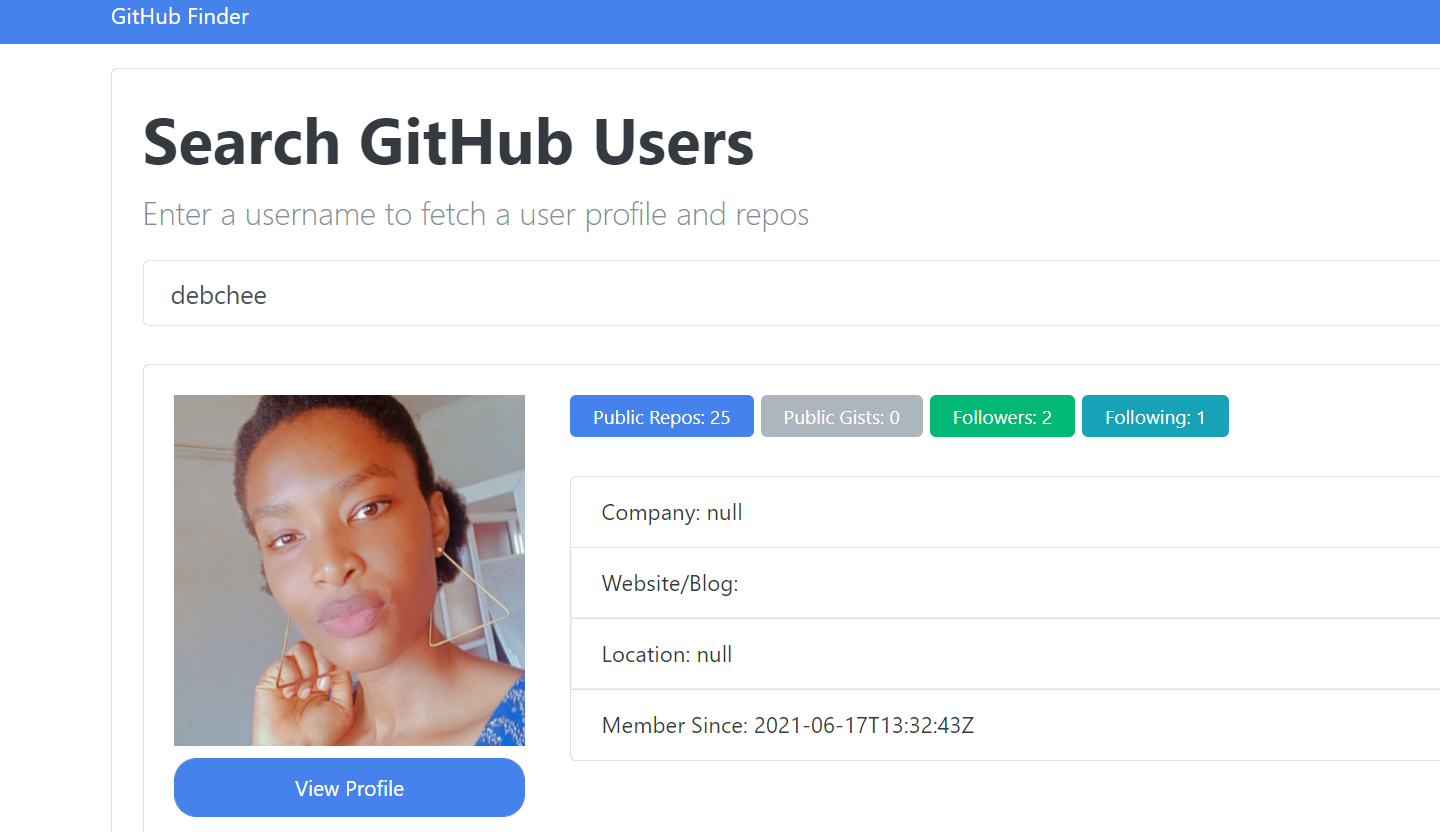 GitHub Finder
Search GitHub Users
Enter a username to fetch a user profile and repos
debchee
Public Repos: 25 Public Gists: 0 Followers: 2 Following: 1
Company: null
Website/Blog:
Location: null
Member Since: 2021-06-17T13:32:43Z
View Profile